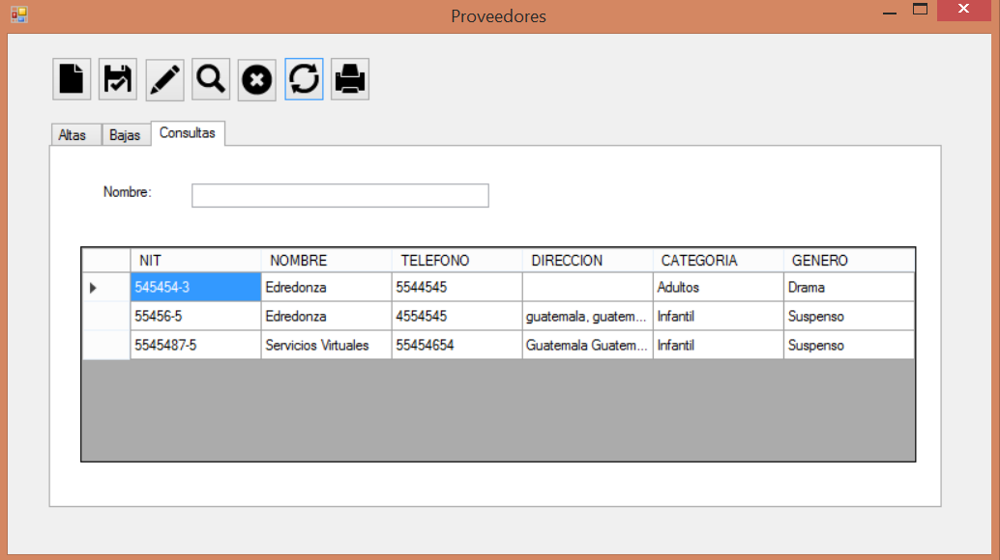 Proveedores
Altas Bajas Consultas
Nombre:
NIT NOMBRE TELEFONO DIRECCION CATEGORIA GENERO
545454-3 Edredonza 5544545 Adultos Drama
55456-5 Edredonza 4554545 guatemala, guatem... Infantil Suspenso
5545487-5 Servicios Virtuales 55454654 Guatemala Guatem... Infantil Suspenso